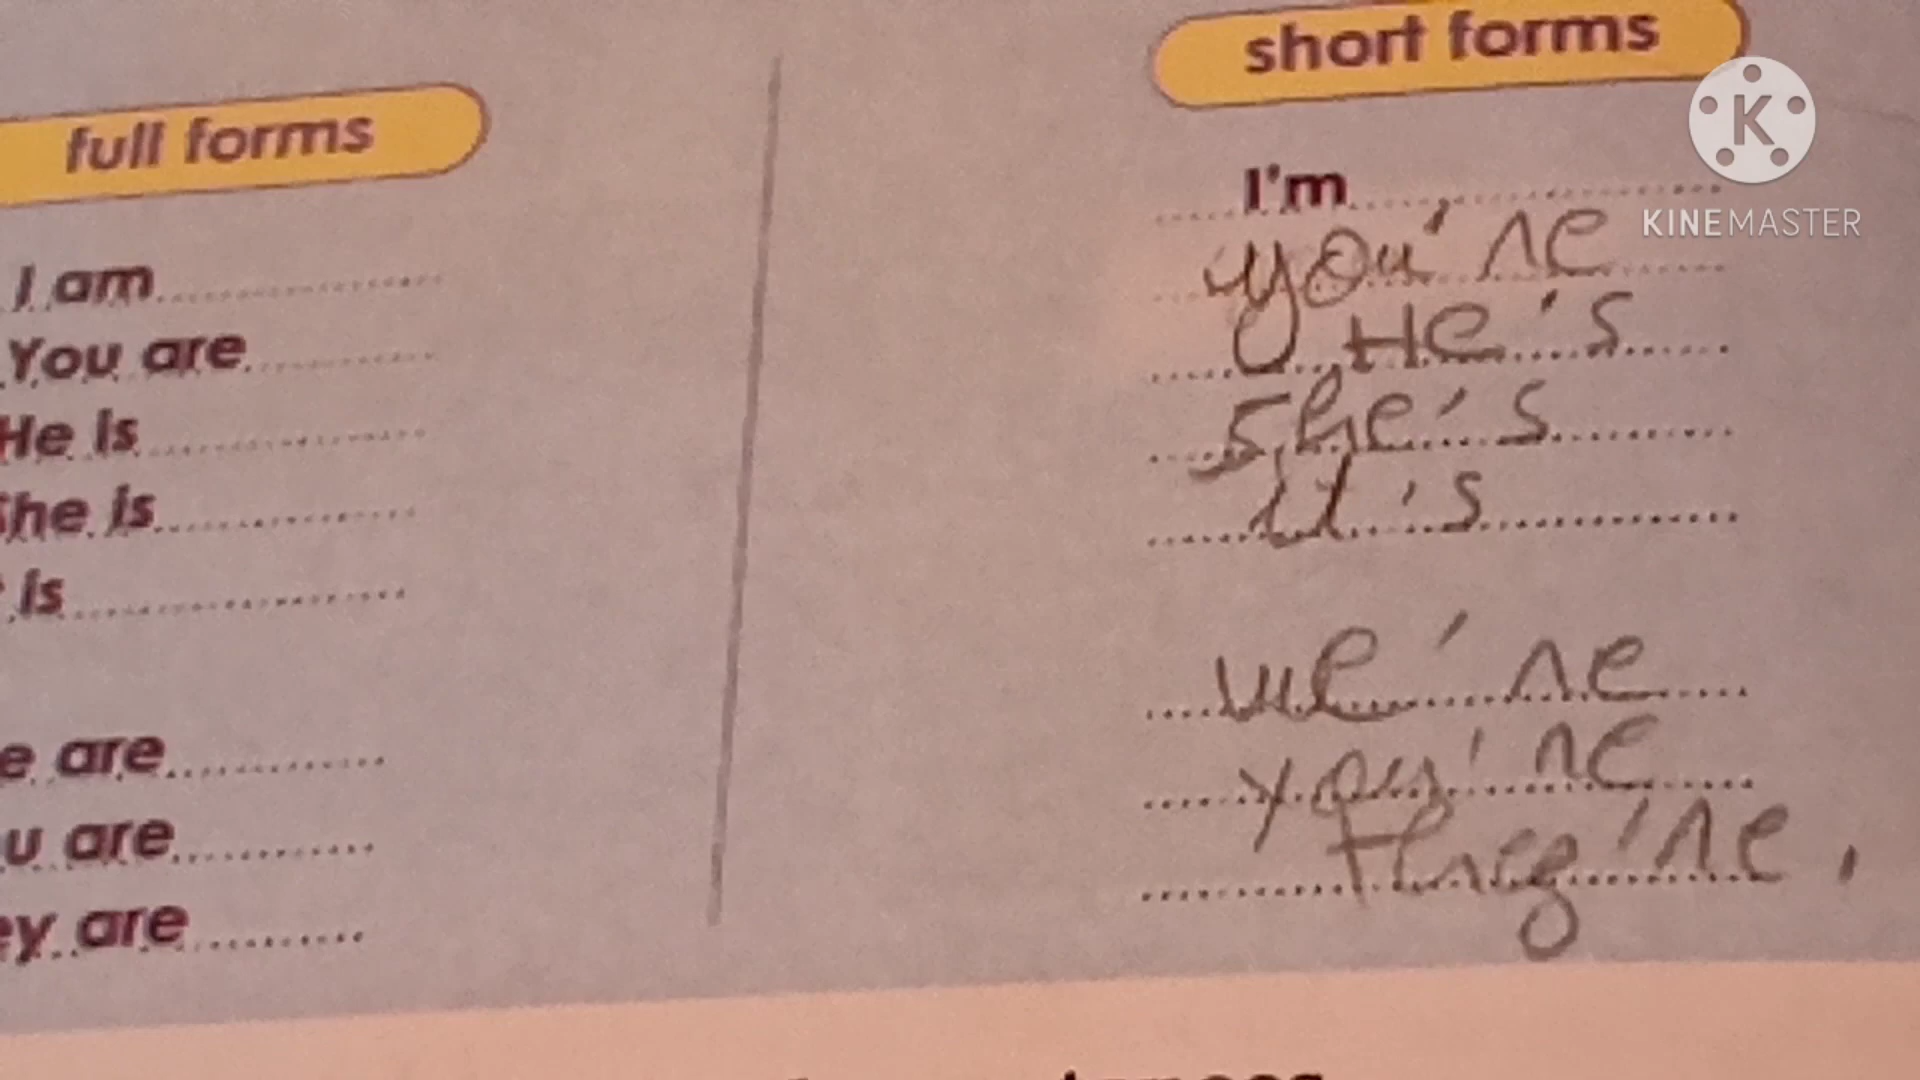 short forms
full forms
I'm
KINEMASTER
you're
I am
He's
You are
She's
He is
it's
She is
is
we're
e are
you're
u are
they're.
ey are